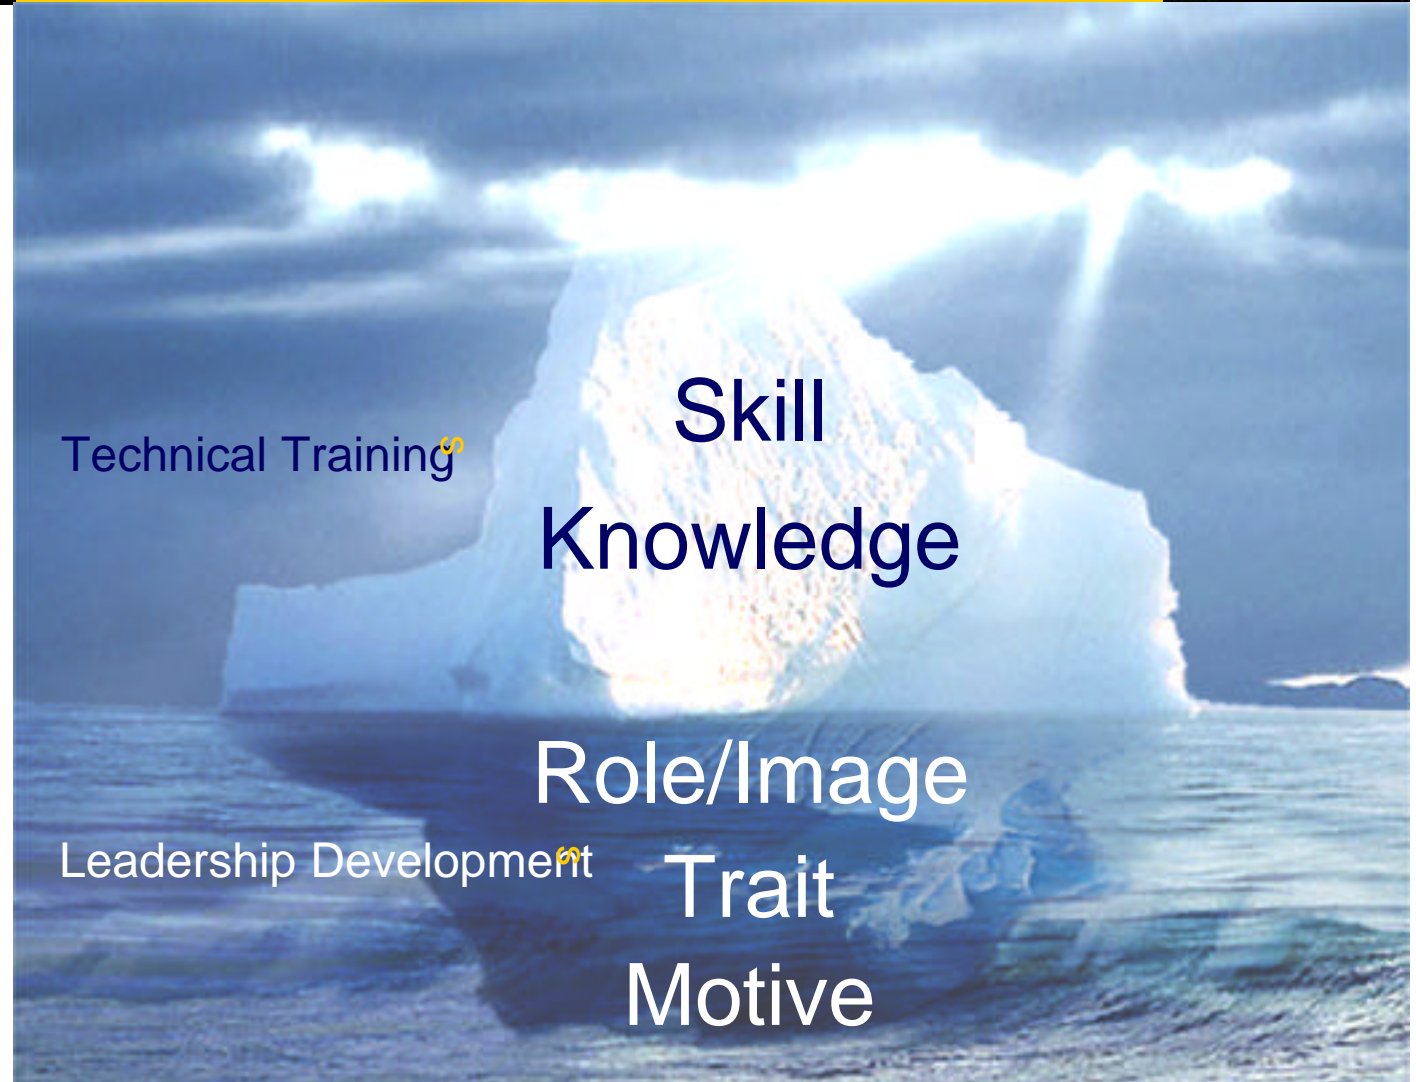 Skill
Technical Training
Knowledge
Role/Image
Leadership Development
Trait
Motive